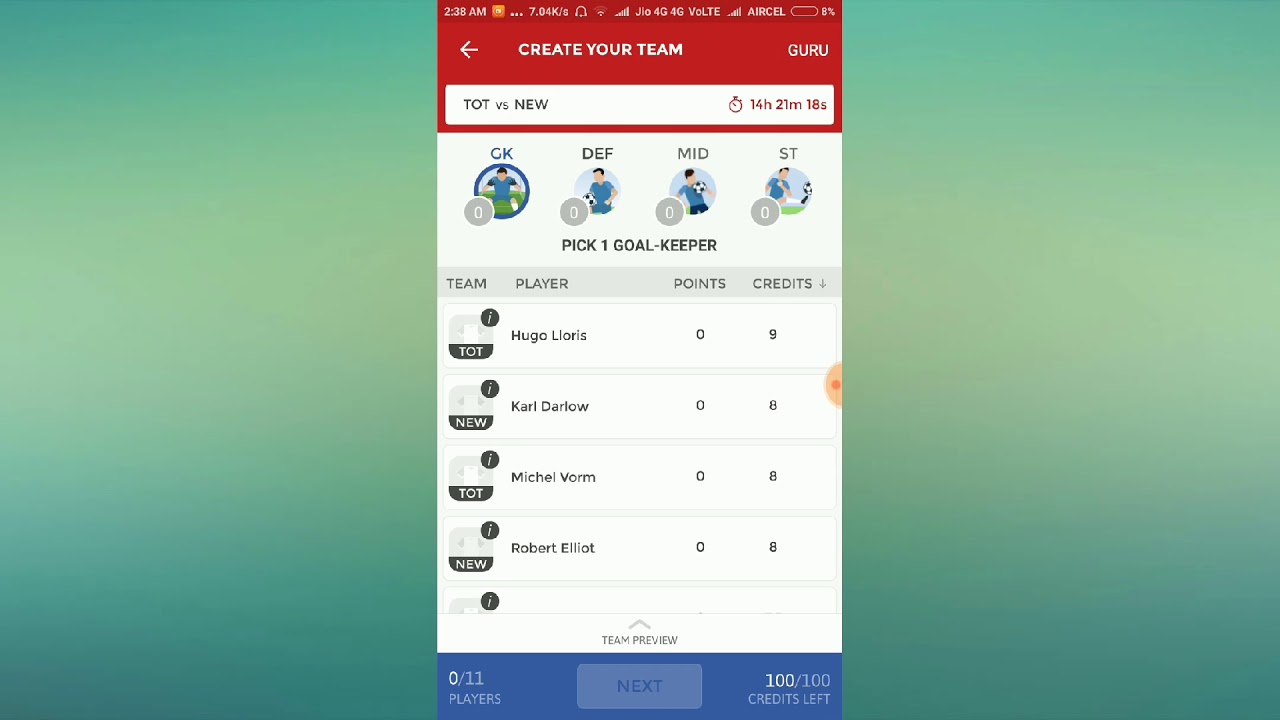 2:38 AM ... 7.04K/s Jio 4G 4G VoLTE AIRCEL 8%
CREATE YOUR TEAM GURU
TOT vs NEW 14h 21m 18s
GK DEF MID ST
0 0 0 0
PICK 1 GOAL-KEEPER
TEAM PLAYER POINTS CREDITS ↓
i
TOT Hugo Lloris 0 9
i
NEW Karl Darlow 0 8
i
TOT Michel Vorm 0 8
i
NEW Robert Elliot 0 8
i
TEAM PREVIEW
0/11 NEXT 100/100
PLAYERS CREDITS LEFT